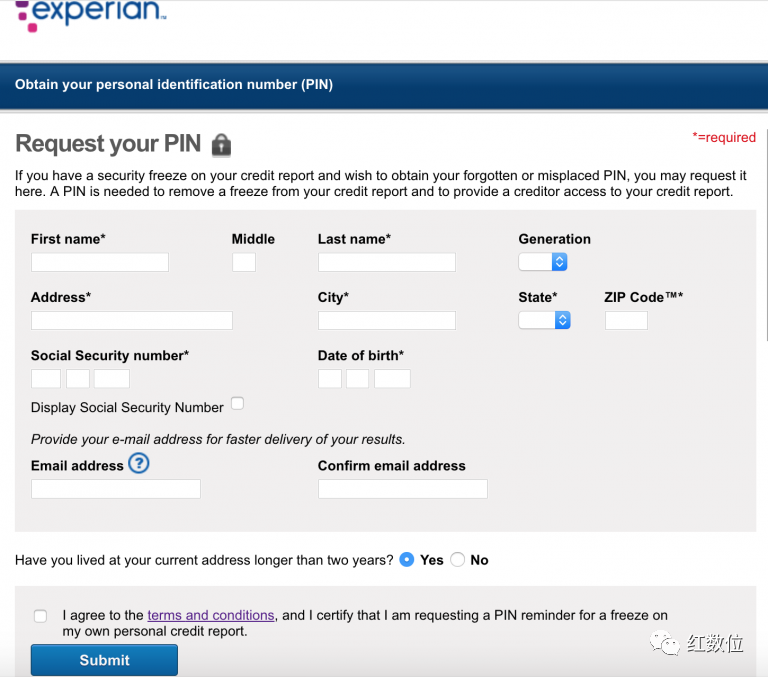 experian™
Obtain your personal identification number (PIN)
Request your PIN
*=required
If you have a security freeze on your credit report and wish to obtain your forgotten or misplaced PIN, you may request it
here. A PIN is needed to remove a freeze from your credit report and to provide a creditor access to your credit report.
First name* Middle Last name* Generation
Address* City* State* ZIP Code™*
Social Security number* Date of birth*
Display Social Security Number
Provide your e-mail address for faster delivery of your results.
Email address ? Confirm email address
Have you lived at your current address longer than two years? Yes No
I agree to the terms and conditions, and I certify that I am requesting a PIN reminder for a freeze on
my own personal credit report.
Submit
红数位